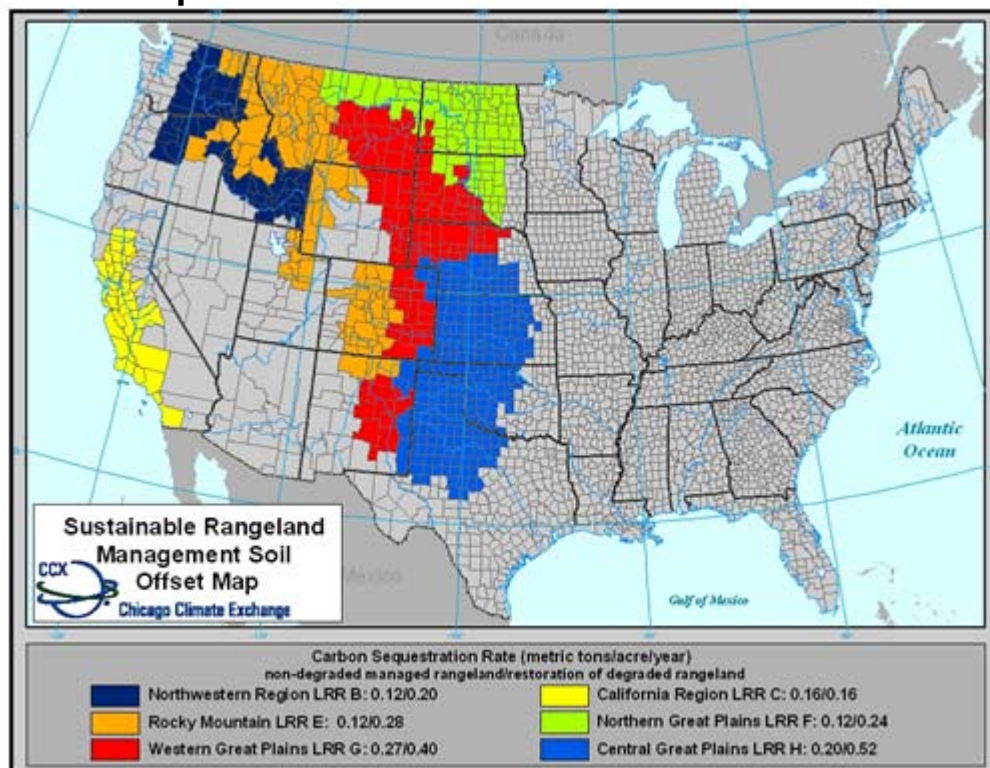 Canada
Atlantic
Ocean
Sustainable Rangeland
Management Soil
Offset Map
CCX
Chicago Climate Exchange
Mexico
Gulf of Mexico
Carbon Sequestration Rate (metric tons/acre/year)
non-degraded managed rangeland/restoration of degraded rangeland
Northwestern Region LRR B: 0.12/0.20
California Region LRR C: 0.16/0.16
Rocky Mountain LRR E: 0.12/0.28
Northern Great Plains LRR F: 0.12/0.24
Western Great Plains LRR G: 0.27/0.40
Central Great Plains LRR H: 0.20/0.52